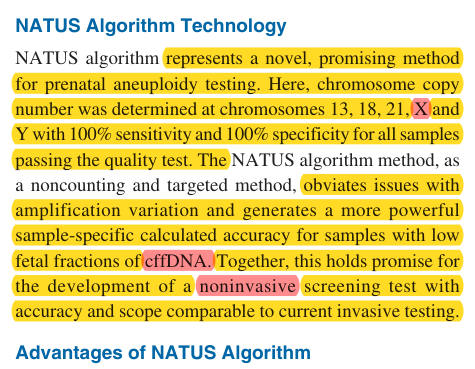 NATUS Algorithm Technology
NATUS algorithm represents a novel, promising method
for prenatal aneuploidy testing. Here, chromosome copy
number was determined at chromosomes 13, 18, 21, X and
Y with 100% sensitivity and 100% specificity for all samples
passing the quality test. The NATUS algorithm method, as
a noncounting and targeted method, obviates issues with
amplification variation and generates a more powerful
sample-specific calculated accuracy for samples with low
fetal fractions of cffDNA. Together, this holds promise for
the development of a noninvasive screening test with
accuracy and scope comparable to current invasive testing.
Advantages of NATUS Algorithm